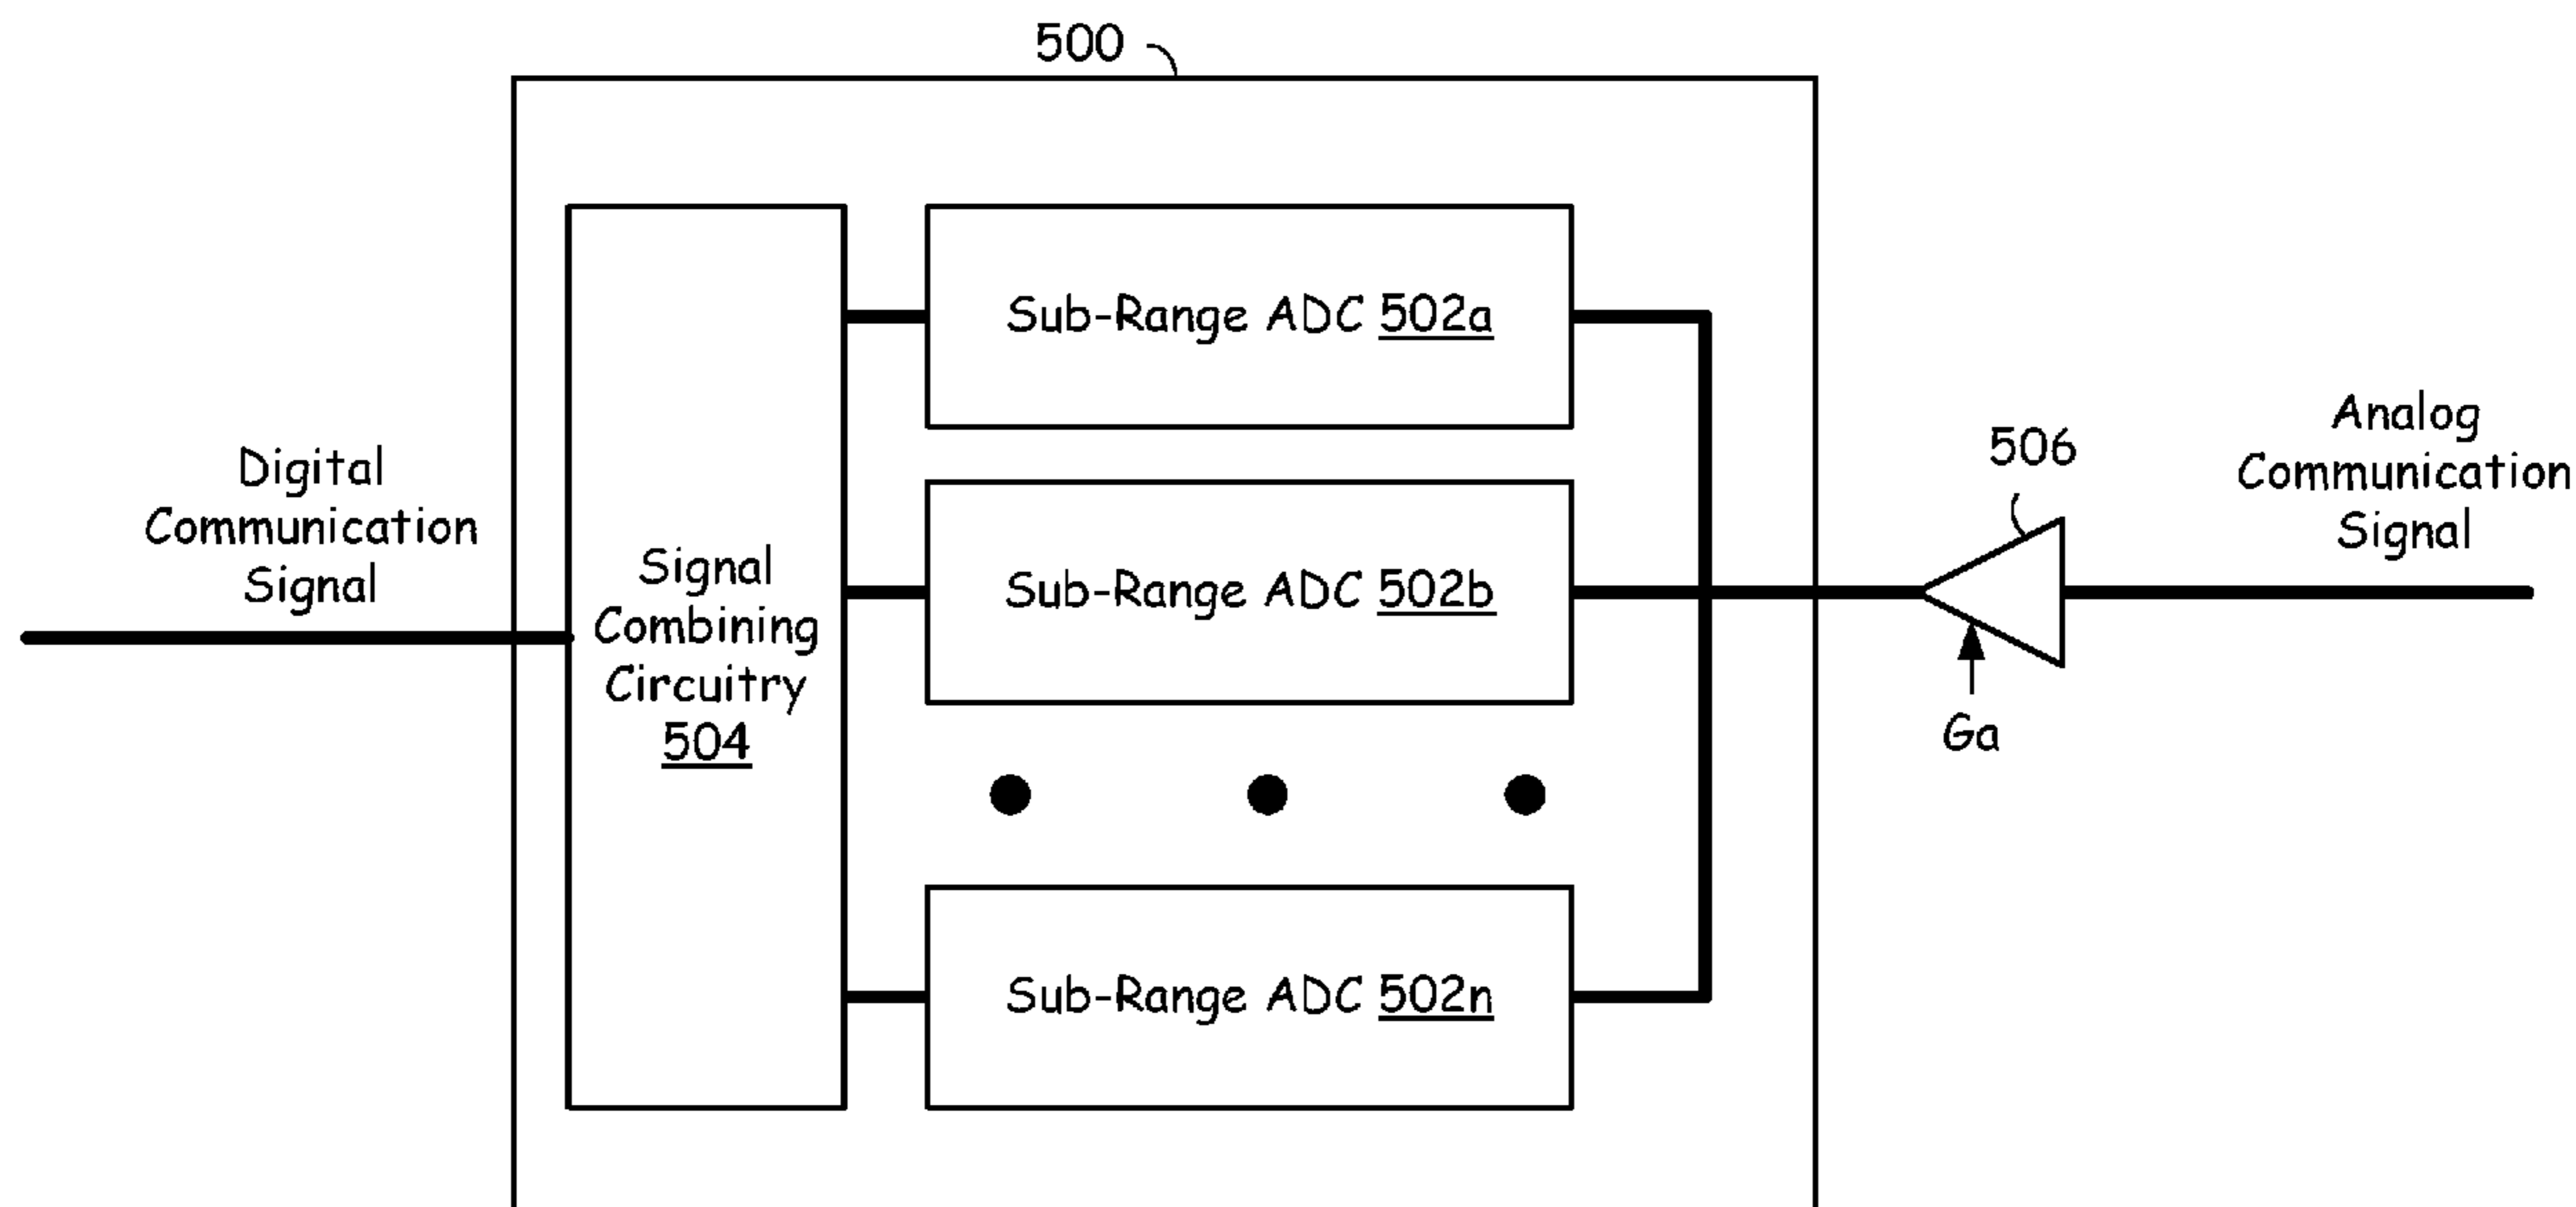 500
Sub-Range ADC 502a
Analog
Communication
Signal
506
Digital
Communication
Signal
Signal
Combining
Circuitry
504
Sub-Range ADC 502b
Ga
Sub-Range ADC 502n